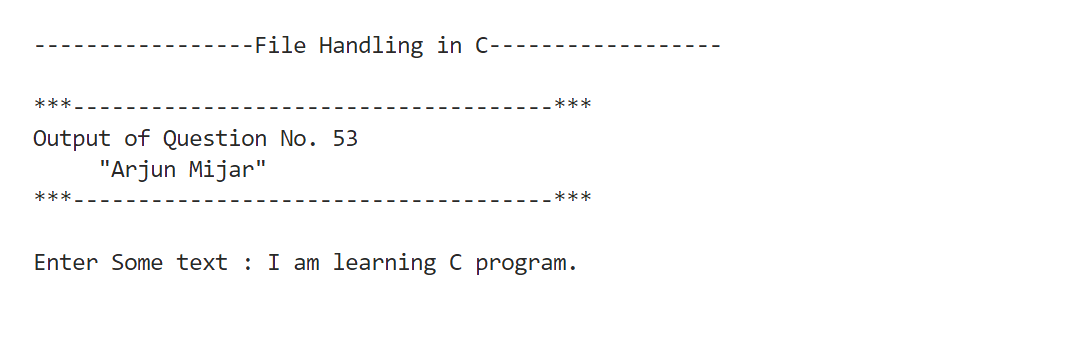 -----------------File Handling in C------------------
***-------------------------------------***
Output of Question No. 53
"Arjun Mijar"
***-------------------------------------***
Enter Some text : I am learning C program.